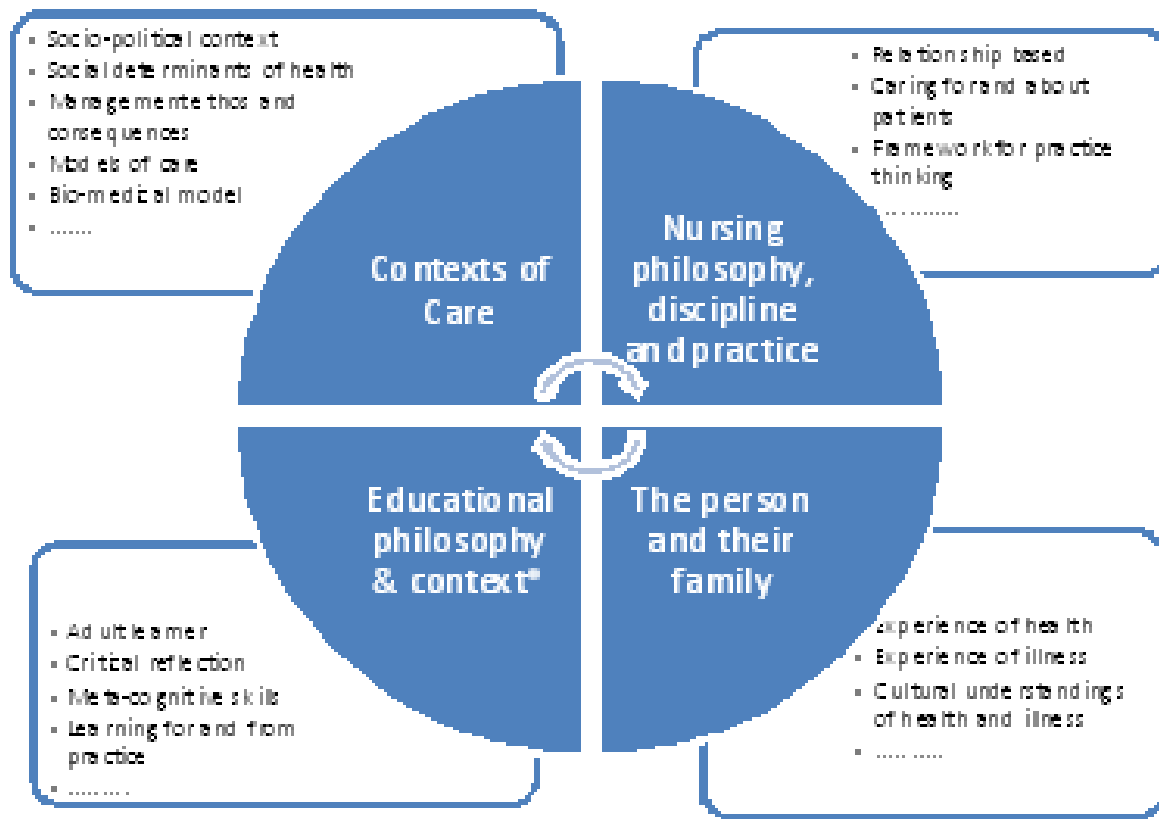 • Socio-political context
• Social determinants of health
• Management ethos and
consequences
• Models of care
• Bio-medical model
• .......
• Relationship based
• Caring for and about
patients
• Framework for practice
thinking
............
Contexts of
Care
Nursing
philosophy,
discipline
and practice
Educational
philosophy
& context*
The person
and their
family
• Adult learner
• Critical reflection
• Meta-cognitive skills
• Learning for and from
practice
• .........
Experience of health
• Experience of illness
• Cultural understandings
of health and illness
• ..........